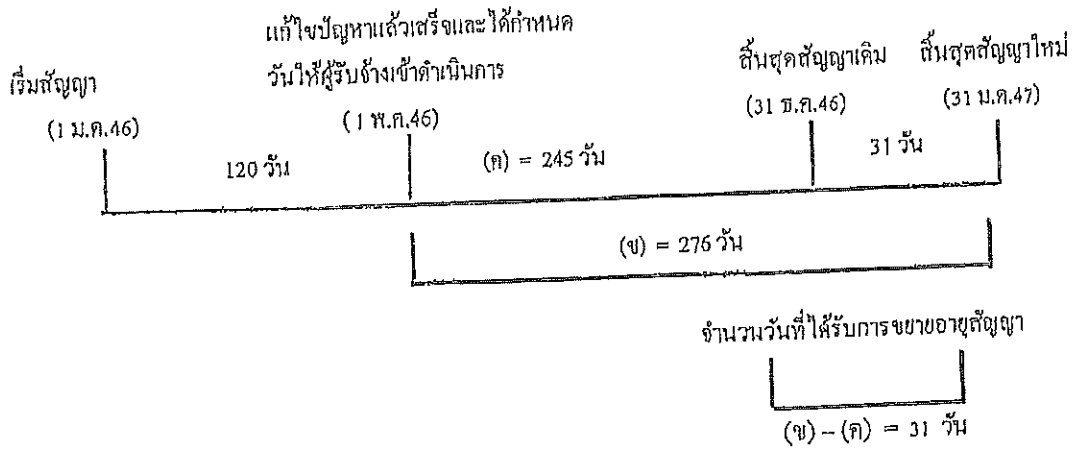 แก้ไขปัญหาแล้วเสร็จและได้กำหนด
วันให้ผู้รับจ้างเข้าดำเนินการ
เริ่มสัญญา
สิ้นสุดสัญญาเดิม
สิ้นสุดสัญญาใหม่
(1 ม.ค.46)
(1 พ.ค.46)
(31 ธ.ค.46)
(31 ม.ค.47)
120 วัน
(ค) = 245 วัน
31 วัน
(ข) = 276 วัน
จำนวนวันที่ได้รับการขยายอายุสัญญา
(ข) – (ค) = 31 วัน